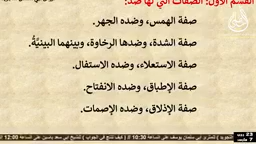 القسم الأول: الصفات التي لها ضد:
صفة الهمس، وضده الجهر.
صفة الشدة، وضدها الرخاوة، وبينهما البينيَّةُ.
صفة الاستعلاء، وضده الاستفال.
صفة الإطباق، وضده الانفتاح.
صفة الإذلاق، وضده الإصمات.